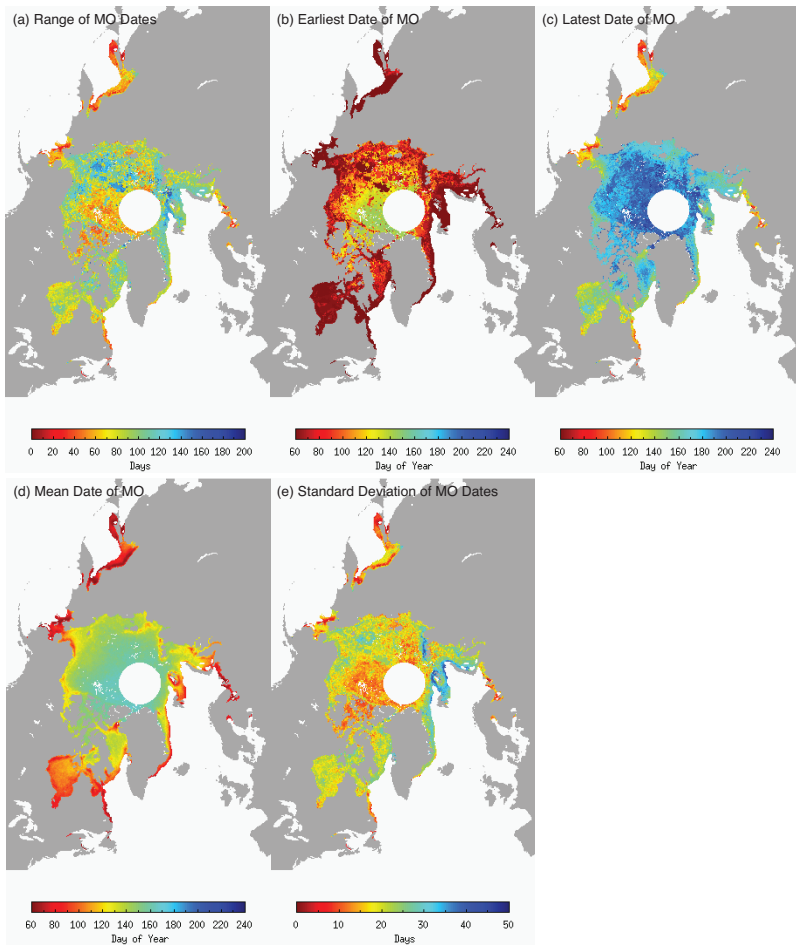 (a) Range of MO Dates
(b) Earliest Date of MO
(c) Latest Date of MO
0 20 40 60 80 100 120 140 160 180 200
Days
60 80 100 120 140 160 180 200 220 240
Day of Year
60 80 100 120 140 160 180 200 220 240
Day of Year
(d) Mean Date of MO
(e) Standard Deviation of MO Dates
60 80 100 120 140 160 180 200 220 240
Day of Year
0 10 20 30 40 50
Days